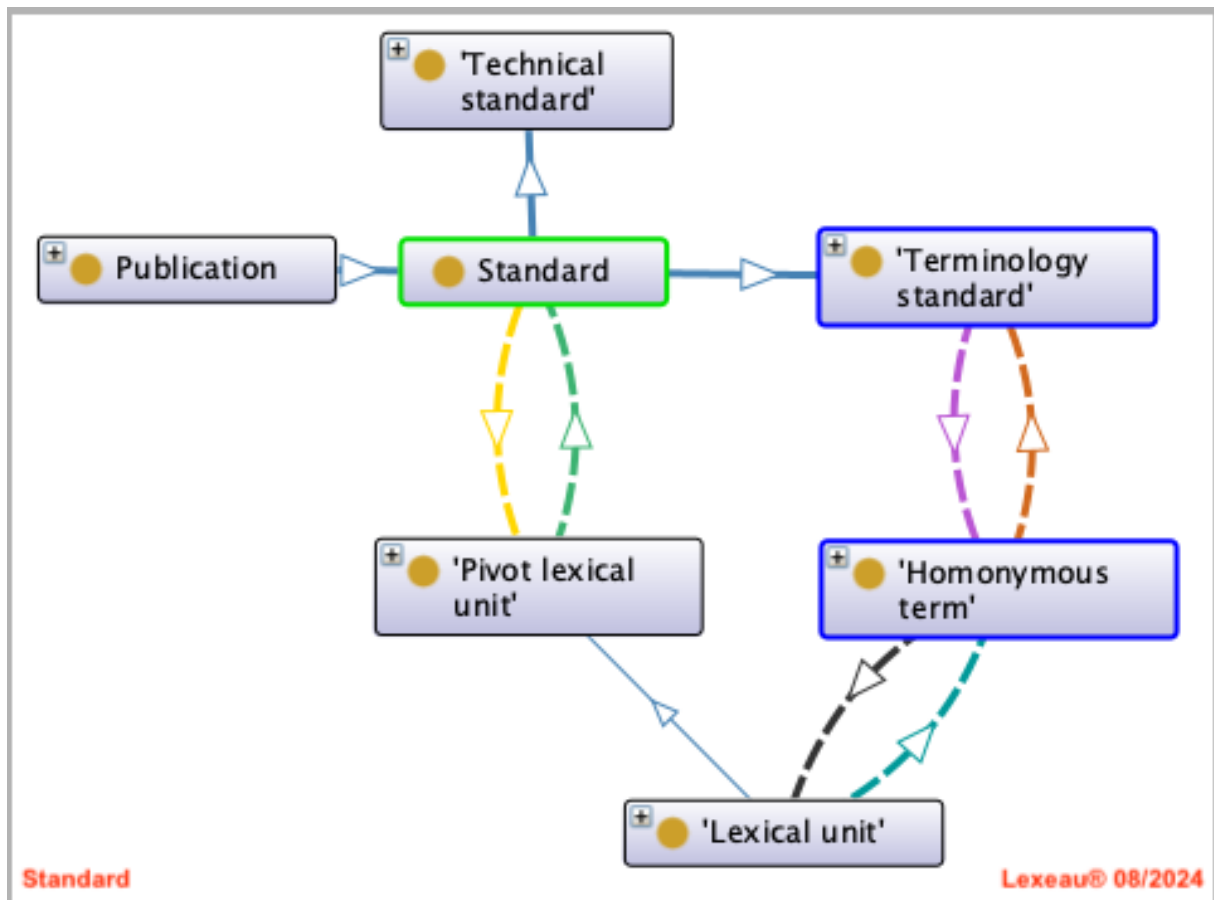 'Technical
standard'
Publication
Standard
'Terminology
standard'
'Pivot lexical
unit'
'Homonymous
term'
'Lexical unit'
Standard
Lexeau® 08/2024